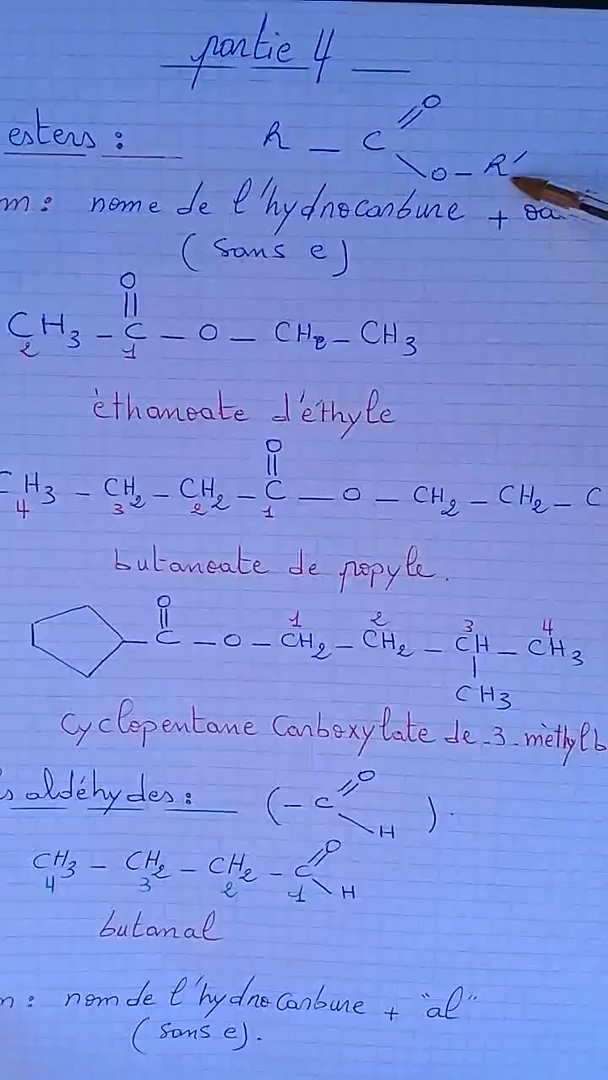 partie 4
esters : R - C = O \ O - R'
m : nome de l'hydrocarbure + oa
(sans e)
O
||
CH3 - C - O - CH2 - CH3
2 1
éthanoate d'éthyle
O
||
CH3 - CH2 - CH2 - C - O - CH2 - CH2 - C
4 3 2 1
butanoate de popyle.
O 1 2 3 4
|| 
C - O - CH2 - CH2 - CH - CH3
|
CH3
Cyclopentane Carboxylate de -3- méthylb
s aldéhydes : (- C = O \ H).
CH3 - CH2 - CH2 - C = O \ H
4 3 2 1
butanal
n : nom de l'hydrocarbure + "al"
(sans e).